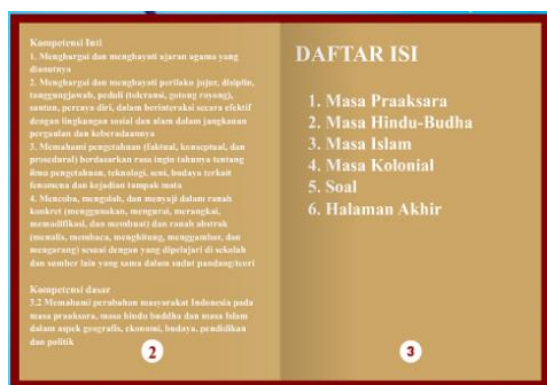 Kompetensi Inti
1. Menghargai dan menghayati ajaran agama yang
dianutnya
2. Menghargai dan menghayati perilaku jujur, disiplin,
tanggungjawab, peduli (toleransi, gotong royong),
santun, percaya diri, dalam berinteraksi secara efektif
dengan lingkungan sosial dan alam dalam jangkauan
pergaulan dan keberadaannya
3. Memahami pengetahuan (faktual, konseptual, dan
prosedural) berdasarkan rasa ingin tahunya tentang
ilmu pengetahuan, teknologi, seni, budaya terkait
fenomena dan kejadian tampak mata
4. Mencoba, mengolah, dan menyaji dalam ranah
konkret (menggunakan, mengurai, merangkai,
memodifikasi, dan membuat) dan ranah abstrak
(menulis, membaca, menghitung, menggambar, dan
mengarang) sesuai dengan yang dipelajari di sekolah
dan sumber lain yang sama dalam sudut pandang/teori
Kompetensi dasar
3.2 Memahami perubahan masyarakat Indonesia pada
masa praaksara, masa hindu buddha dan masa Islam
dalam aspek geografis, ekonomi, budaya, pendidikan
dan politik
2
DAFTAR ISI
1. Masa Praaksara
2. Masa Hindu-Budha
3. Masa Islam
4. Masa Kolonial
5. Soal
6. Halaman Akhir
3